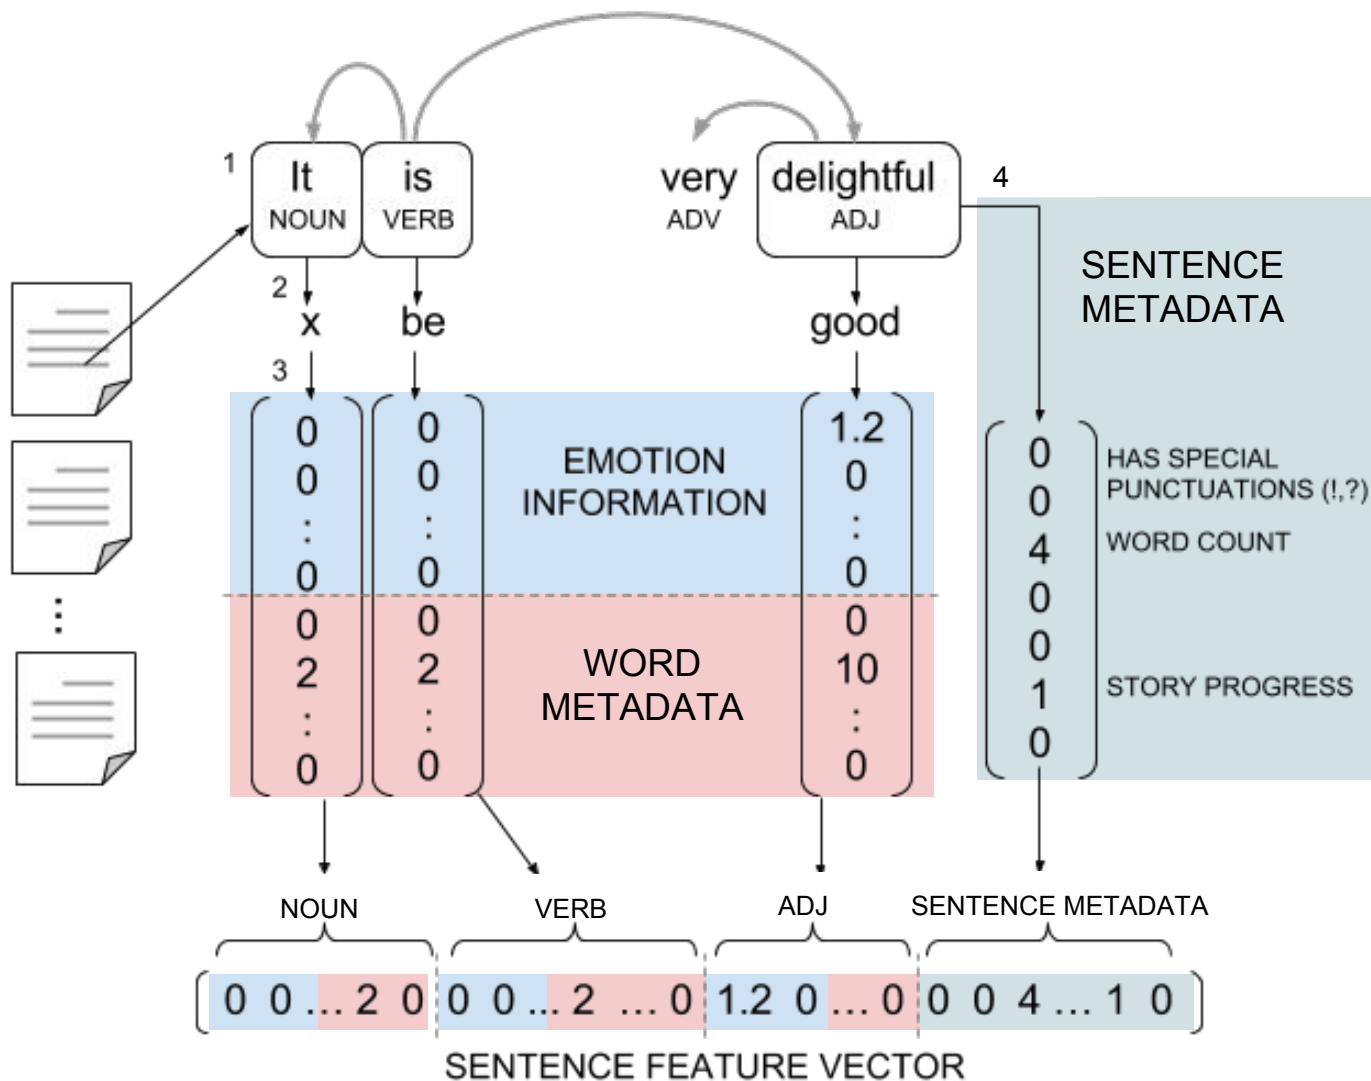 1
It
NOUN
is
VERB
very
ADV
delightful
ADJ
4
SENTENCE
METADATA
2
x
be
good
3
0
0
:
0
0
2
:
0
0
0
:
0
0
2
:
0
EMOTION
INFORMATION
WORD
METADATA
1.2
0
:
0
0
10
:
0
0
0
4
0
0
1
0
HAS SPECIAL
PUNCTUATIONS (!,?)
WORD COUNT
STORY PROGRESS
⋮
NOUN
VERB
ADJ
SENTENCE METADATA
0 0 ... 2 0 0 0 ... 2 ... 0 1.2 0 ... 0 0 0 4 ... 1 0
SENTENCE FEATURE VECTOR